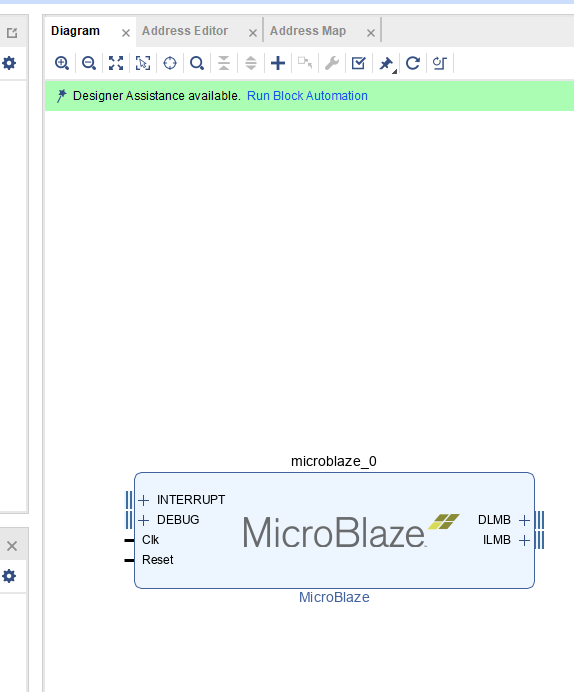 Diagram
Address Editor
Address Map
Designer Assistance available. Run Block Automation
microblaze_0
INTERRUPT
DEBUG
Clk
Reset
MicroBlaze
DLMB
ILMB
MicroBlaze